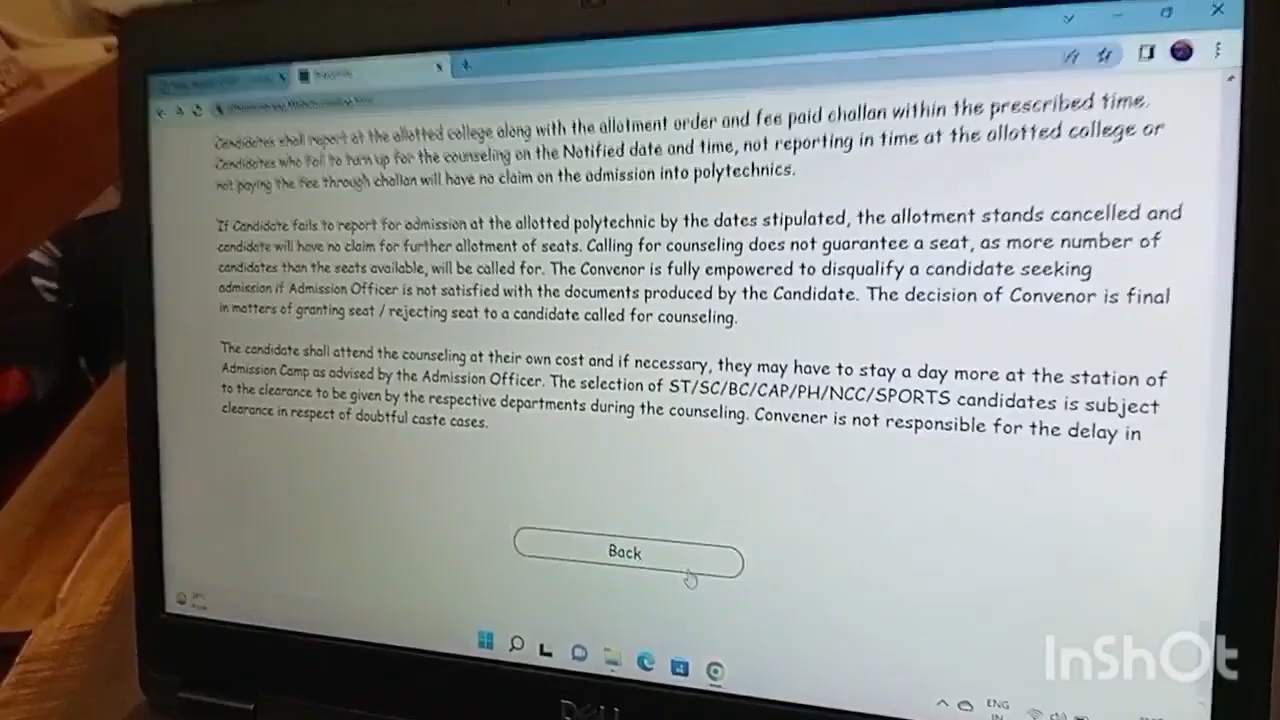 Candidates shall report at the allotted college along with the allotment order and fee paid challan within the prescribed time.
Candidates who fail to turn up for the counseling on the Notified date and time, not reporting in time at the allotted college or
not paying the fee through challan will have no claim on the admission into polytechnics.
If Candidate fails to report for admission at the allotted polytechnic by the dates stipulated, the allotment stands cancelled and
candidate will have no claim for further allotment of seats. Calling for counseling does not guarantee a seat, as more number of
candidates than the seats available, will be called for. The Convenor is fully empowered to disqualify a candidate seeking
admission if Admission Officer is not satisfied with the documents produced by the Candidate. The decision of Convenor is final
in matters of granting seat / rejecting seat to a candidate called for counseling.
The candidate shall attend the counseling at their own cost and if necessary, they may have to stay a day more at the station of
Admission Camp as advised by the Admission Officer. The selection of ST/SC/BC/CAP/PH/NCC/SPORTS candidates is subject
to the clearance to be given by the respective departments during the counseling. Convener is not responsible for the delay in
clearance in respect of doubtful caste cases.
Back
ENG
IN
DELL
InShOt